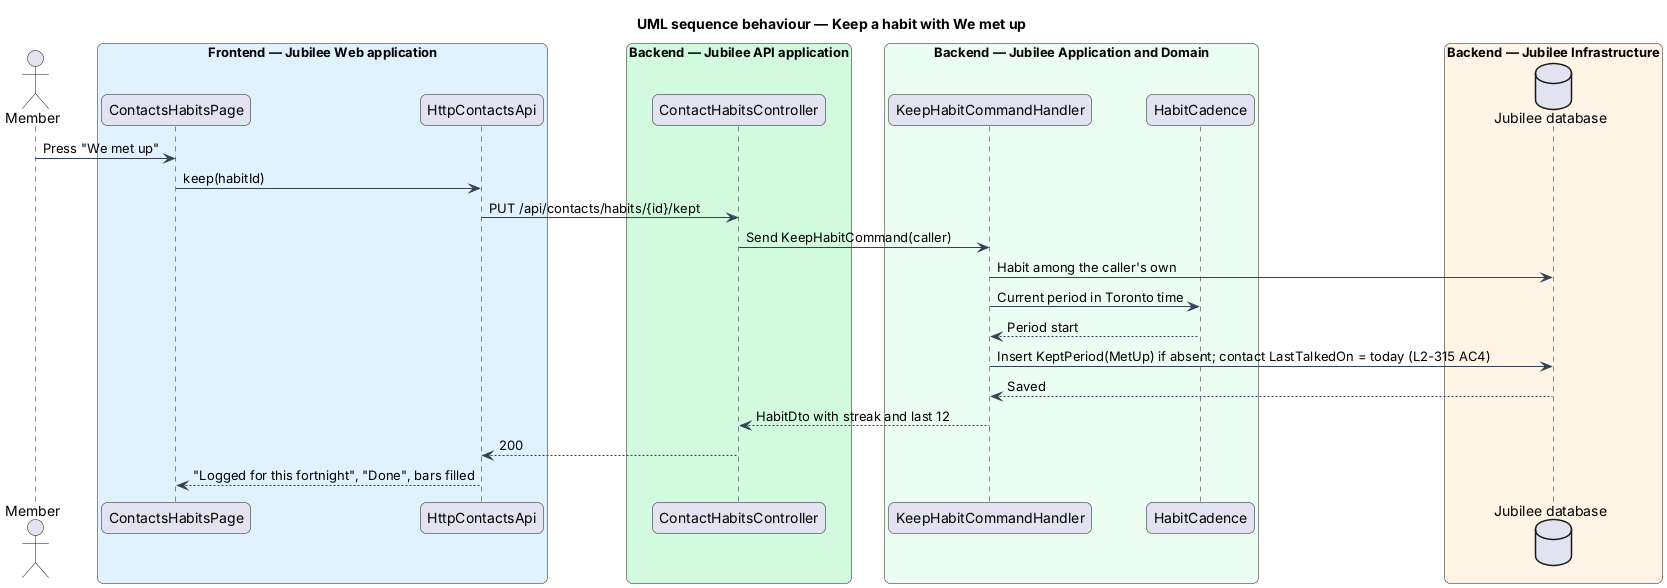 UML sequence behaviour — Keep a habit with We met up
Frontend — Jubilee Web application
Backend — Jubilee API application
Backend — Jubilee Application and Domain
Backend — Jubilee Infrastructure
Member
ContactsHabitsPage
HttpContactsApi
ContactHabitsController
KeepHabitCommandHandler
HabitCadence
Jubilee database
Press "We met up"
keep(habitId)
PUT /api/contacts/habits/{id}/kept
Send KeepHabitCommand(caller)
Habit among the caller's own
Current period in Toronto time
Period start
Insert KeptPeriod(MetUp) if absent; contact LastTalkedOn = today (L2-315 AC4)
Saved
HabitDto with streak and last 12
200
"Logged for this fortnight", "Done", bars filled
Member
ContactsHabitsPage
HttpContactsApi
ContactHabitsController
KeepHabitCommandHandler
HabitCadence
Jubilee database